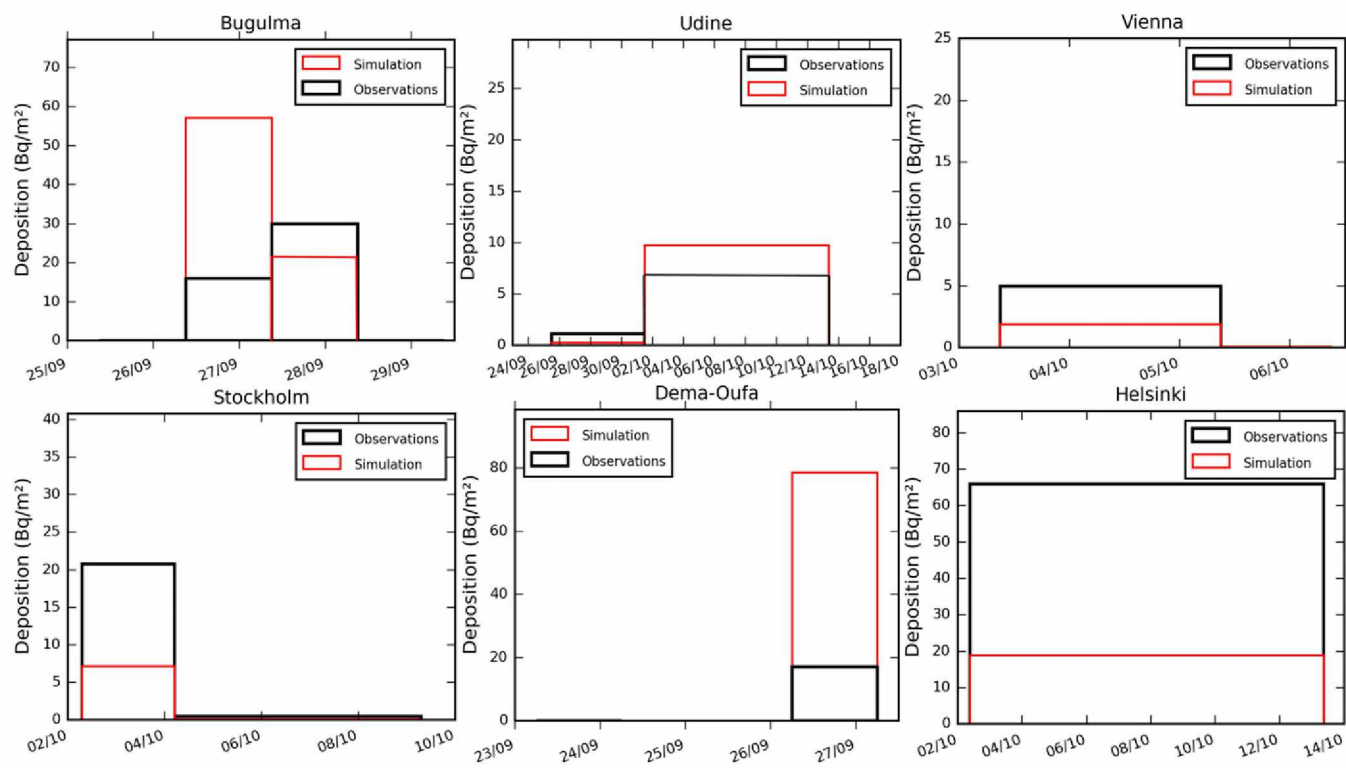 Bugulma
Deposition (Bq/m²)
70
60
50
40
30
20
10
0
Simulation
Observations
25/09 26/09 27/09 28/09 29/09
Udine
Deposition (Bq/m²)
25
20
15
10
5
0
Observations
Simulation
24/09 26/09 28/09 30/09 02/10 04/10 06/10 08/10 10/10 12/10 14/10 16/10 18/10
Vienna
Deposition (Bq/m²)
25
20
15
10
5
0
Observations
Simulation
03/10 04/10 05/10 06/10
Stockholm
Deposition (Bq/m²)
40
35
30
25
20
15
10
5
0
Observations
Simulation
02/10 04/10 06/10 08/10 10/10
Dema-Oufa
Deposition (Bq/m²)
80
60
40
20
0
Simulation
Observations
23/09 24/09 25/09 26/09 27/09
Helsinki
Deposition (Bq/m²)
80
70
60
50
40
30
20
10
0
Observations
Simulation
02/10 04/10 06/10 08/10 10/10 12/10 14/10